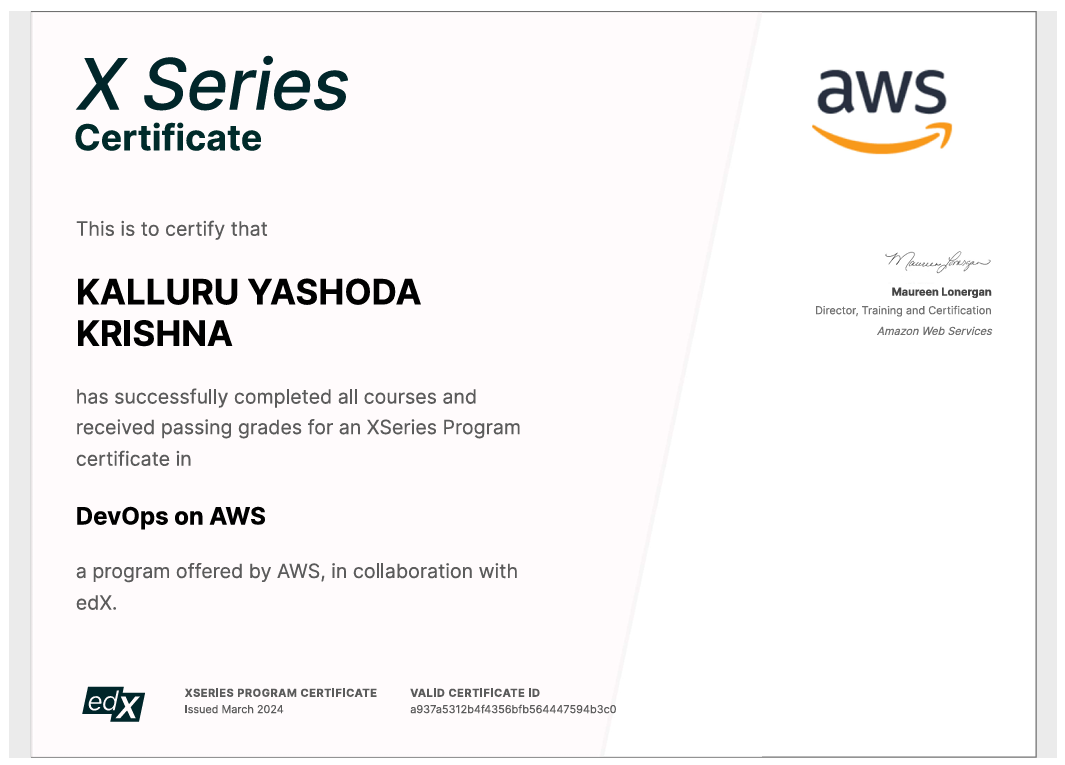 X Series
Certificate
aws
This is to certify that
KALLURU YASHODA
KRISHNA
Maureen Lonergan
Maureen Lonergan
Director, Training and Certification
Amazon Web Services
has successfully completed all courses and
received passing grades for an XSeries Program
certificate in
DevOps on AWS
a program offered by AWS, in collaboration with
edX.
edX
XSERIES PROGRAM CERTIFICATE
Issued March 2024
VALID CERTIFICATE ID
a937a5312b4f4356bfb564447594b3c0